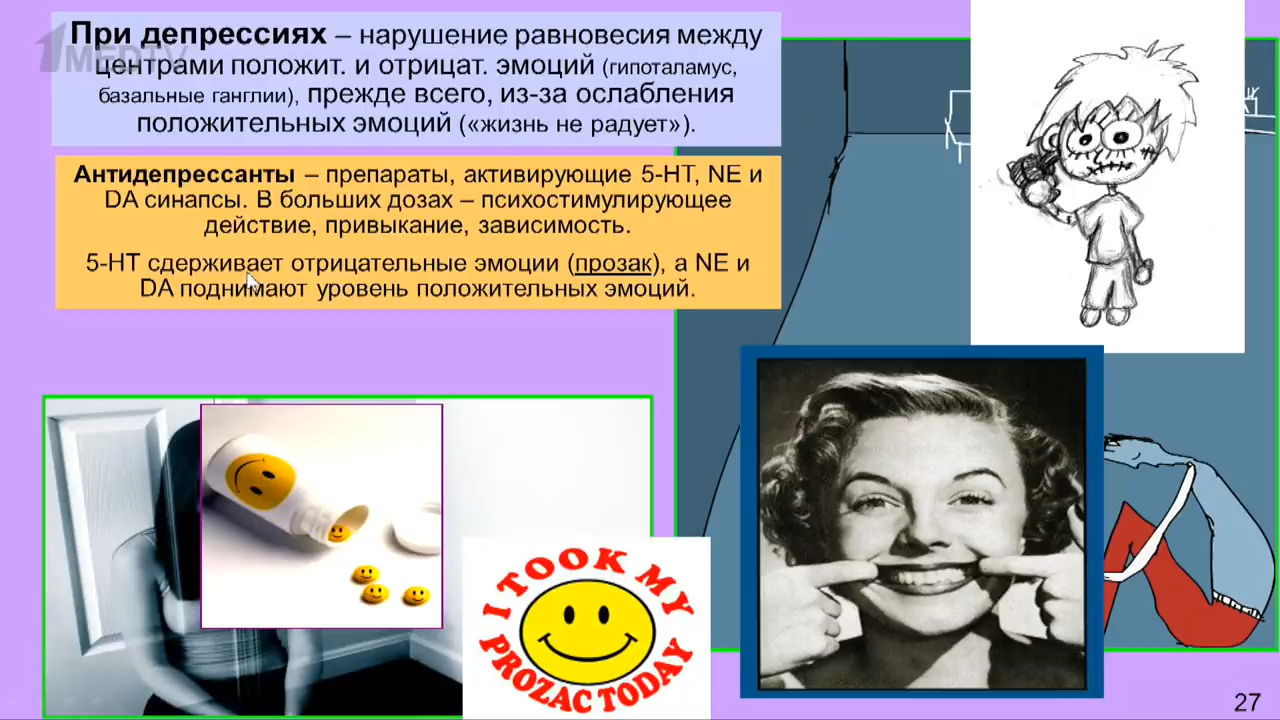 1MEDTV
При депрессиях – нарушение равновесия между
центрами положит. и отрицат. эмоций (гипоталамус,
базальные ганглии), прежде всего, из-за ослабления
положительных эмоций («жизнь не радует»).
Антидепрессанты – препараты, активирующие 5-НТ, NE и
DA синапсы. В больших дозах – психостимулирующее
действие, привыкание, зависимость.
5-НТ сдерживает отрицательные эмоции (прозак), а NE и
DA поднимают уровень положительных эмоций.
I TOOK MY
PROZAC TODAY
27